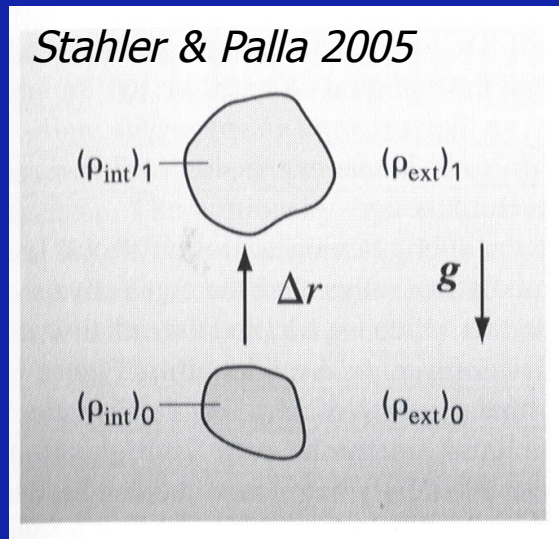 Stahler & Palla 2005
(ρint)1 (ρext)1
Δr g
(ρint)0 (ρext)0